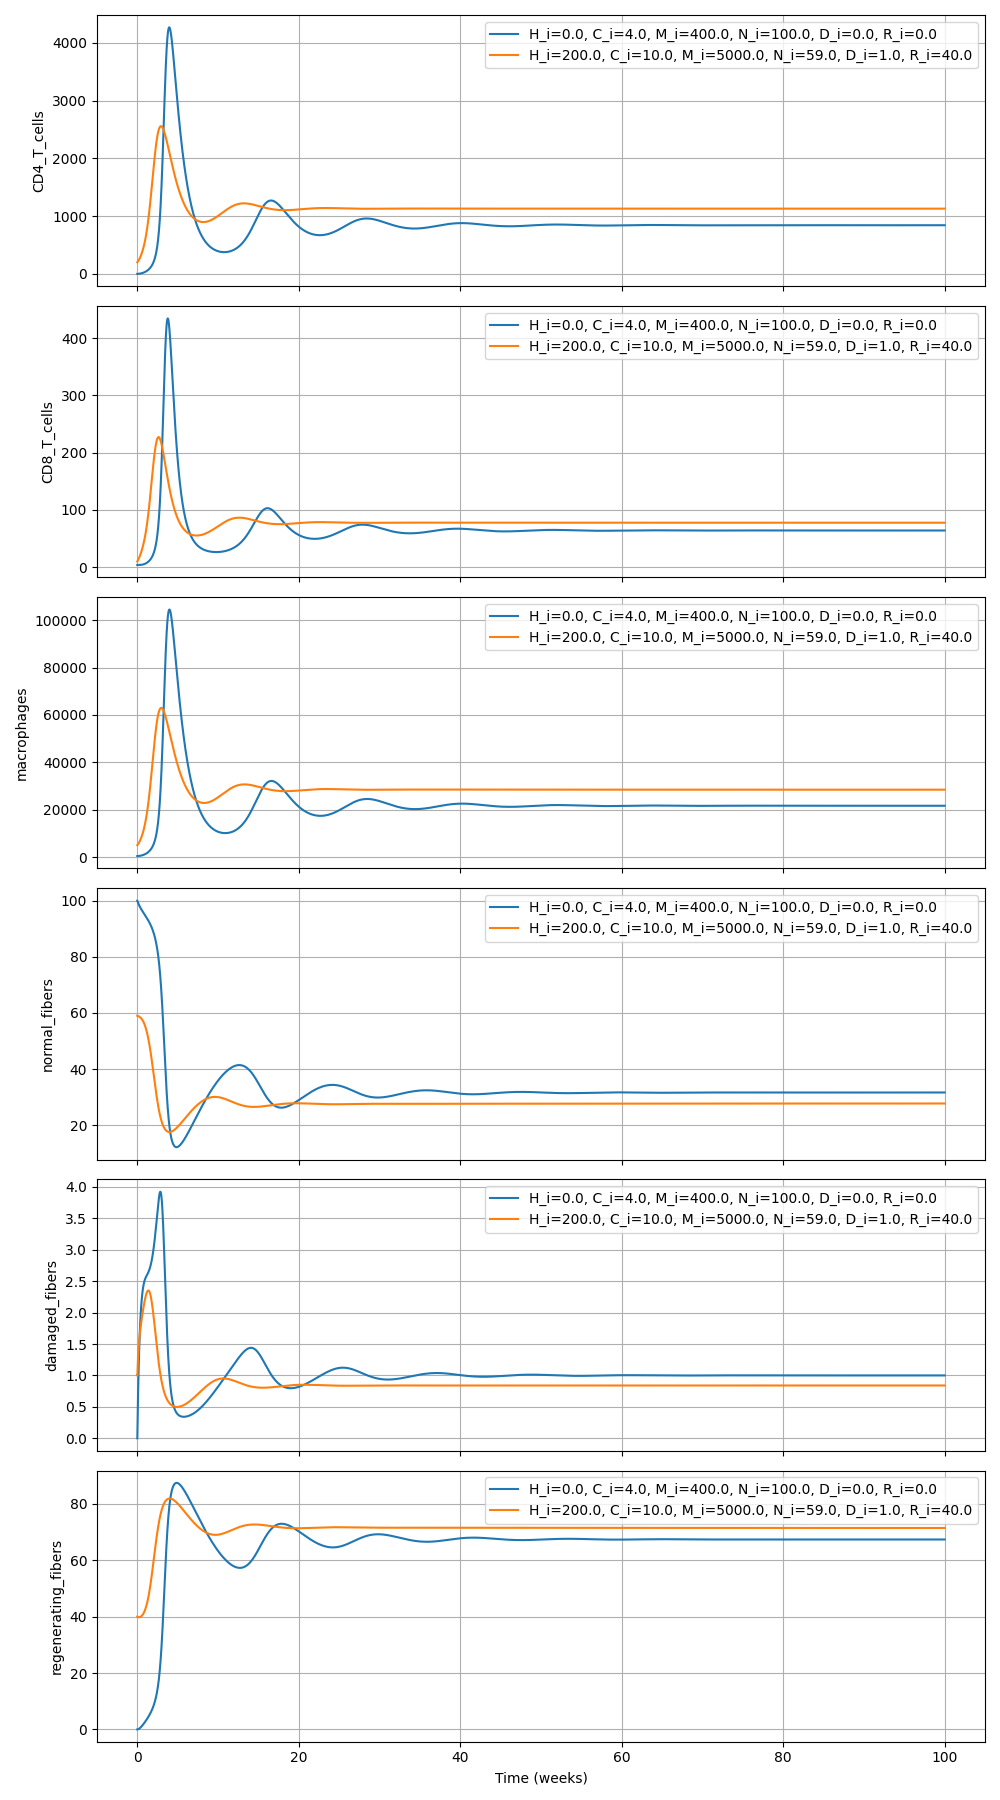 4000
3000
2000
1000
0
CD4_T_cells
H_i=0.0, C_i=4.0, M_i=400.0, N_i=100.0, D_i=0.0, R_i=0.0
H_i=200.0, C_i=10.0, M_i=5000.0, N_i=59.0, D_i=1.0, R_i=40.0
400
300
200
100
0
CD8_T_cells
H_i=0.0, C_i=4.0, M_i=400.0, N_i=100.0, D_i=0.0, R_i=0.0
H_i=200.0, C_i=10.0, M_i=5000.0, N_i=59.0, D_i=1.0, R_i=40.0
100000
80000
60000
40000
20000
0
macrophages
H_i=0.0, C_i=4.0, M_i=400.0, N_i=100.0, D_i=0.0, R_i=0.0
H_i=200.0, C_i=10.0, M_i=5000.0, N_i=59.0, D_i=1.0, R_i=40.0
100
80
60
40
20
normal_fibers
H_i=0.0, C_i=4.0, M_i=400.0, N_i=100.0, D_i=0.0, R_i=0.0
H_i=200.0, C_i=10.0, M_i=5000.0, N_i=59.0, D_i=1.0, R_i=40.0
4.0
3.5
3.0
2.5
2.0
1.5
1.0
0.5
0.0
damaged_fibers
H_i=0.0, C_i=4.0, M_i=400.0, N_i=100.0, D_i=0.0, R_i=0.0
H_i=200.0, C_i=10.0, M_i=5000.0, N_i=59.0, D_i=1.0, R_i=40.0
80
60
40
20
0
regenerating_fibers
H_i=0.0, C_i=4.0, M_i=400.0, N_i=100.0, D_i=0.0, R_i=0.0
H_i=200.0, C_i=10.0, M_i=5000.0, N_i=59.0, D_i=1.0, R_i=40.0
0 20 40 60 80 100
Time (weeks)